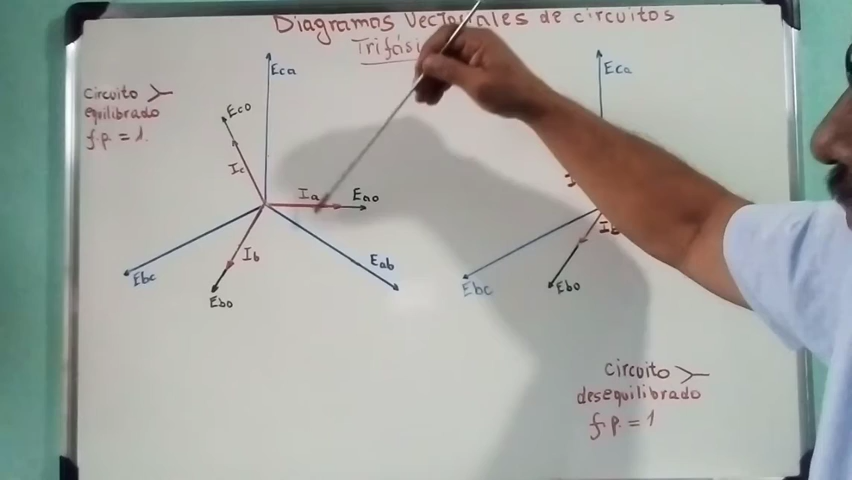 Diagramas Vectoriales de circuitos
Circuito
equilibrado
f.p. = 1.
Eca
Eco
Ic
Ia
Eao
Ib
Eab
Ebc
Ebo
Eca
Ebc
Ebo
circuito
desequilibrado
f.p. = 1